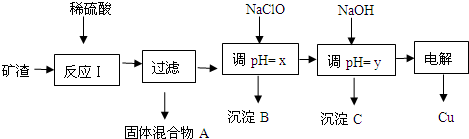 稀硫酸 NaClO NaOH
矿渣 反应Ⅰ 过滤 调 pH= x 调 pH= y 电解
固体混合物 A 沉淀 B 沉淀 C Cu